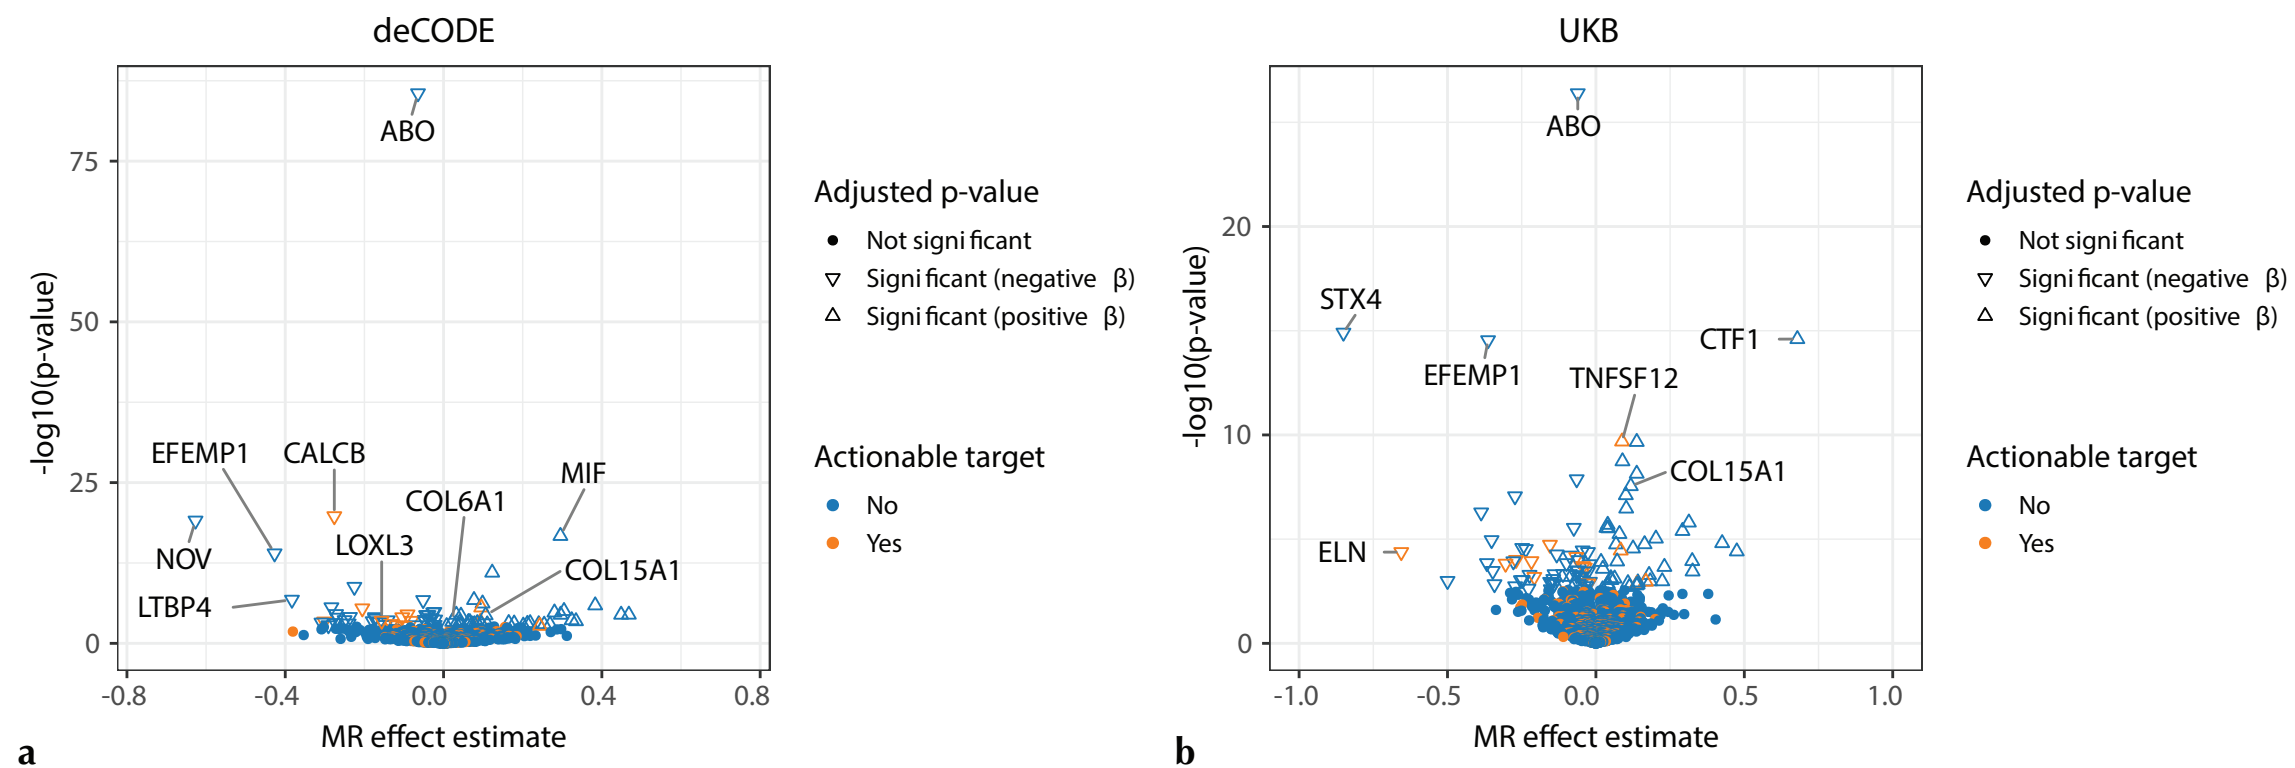 deCODE
ABO
EFEMP1
CALCB
MIF
COL6A1
NOV
LOXL3
COL15A1
LTBP4
75
50
25
0
-0.8
-0.4
0.0
0.4
0.8
-log10(p-value)
MR effect estimate
Adjusted p-value
Not significant
Significant (negative β)
Significant (positive β)
Actionable target
No
Yes
a
UKB
ABO
STX4
CTF1
EFEMP1
TNFSF12
COL15A1
ELN
20
10
0
-1.0
-0.5
0.0
0.5
1.0
-log10(p-value)
MR effect estimate
Adjusted p-value
Not significant
Significant (negative β)
Significant (positive β)
Actionable target
No
Yes
b